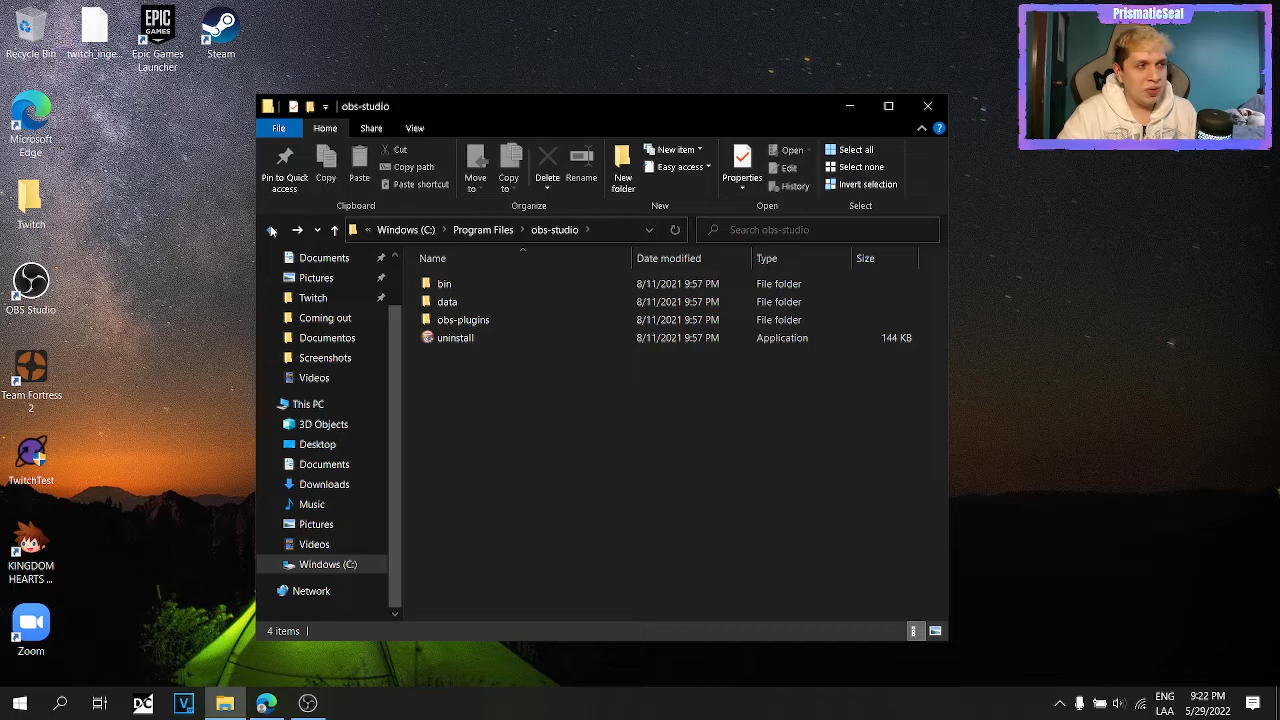 Recycle Bin
twitch_inge...
EPIC
GAMES
Epic Games
Launcher
Steam
PrismaticSeal
Microsoft
Edge
Twitch
OBS Studio
Team Fortress
2
TwitchTest
KINGDOM
HEARTS...
Zoom
obs-studio
File
Home
Share
View
Pin to Quick
access
Copy
Paste
Cut
Copy path
Paste shortcut
Clipboard
Move
to
Copy
to
Delete
Rename
Organize
New
folder
New item
Easy access
New
Properties
Open
Edit
History
Open
Select all
Select none
Invert selection
Select
« Windows (C:) > Program Files > obs-studio >
Search obs-studio
Documents
Pictures
Twitch
Coming out
Documentos
Screenshots
Videos
This PC
3D Objects
Desktop
Documents
Downloads
Music
Pictures
Videos
Windows (C:)
Network
Name Date modified Type Size
bin 8/11/2021 9:57 PM File folder
data 8/11/2021 9:57 PM File folder
obs-plugins 8/11/2021 9:57 PM File folder
uninstall 8/11/2021 9:57 PM Application 144 KB
4 items
ENG
LAA
9:22 PM
5/29/2022